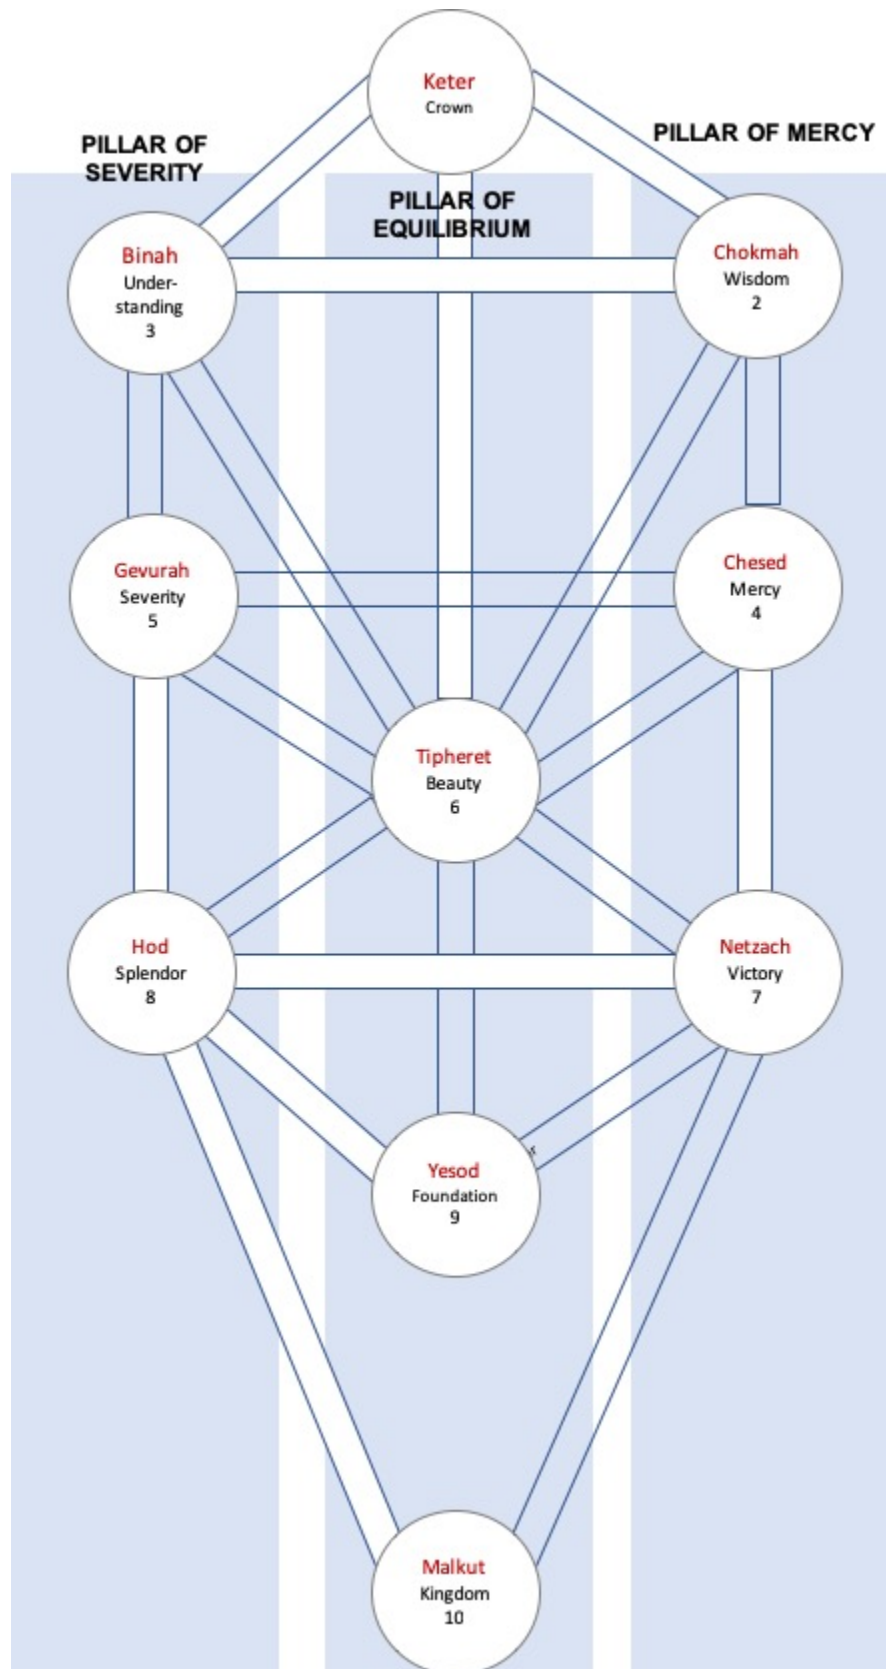 Keter
Crown
PILLAR OF
SEVERITY
PILLAR OF MERCY
PILLAR OF
EQUILIBRIUM
Binah
Under-
standing
3
Chokmah
Wisdom
2
Gevurah
Severity
5
Chesed
Mercy
4
Tipheret
Beauty
6
Hod
Splendor
8
Netzach
Victory
7
Yesod
Foundation
9
Malkut
Kingdom
10